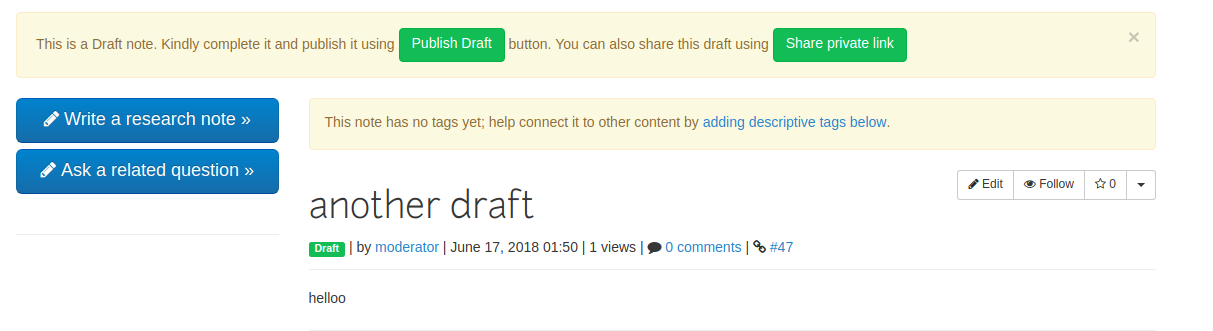 This is a Draft note. Kindly complete it and publish it using Publish Draft button. You can also share this draft using Share private link ×
Write a research note »
Ask a related question »
This note has no tags yet; help connect it to other content by adding descriptive tags below.
Edit Follow 0
another draft
Draft | by moderator | June 17, 2018 01:50 | 1 views | 0 comments | #47
helloo